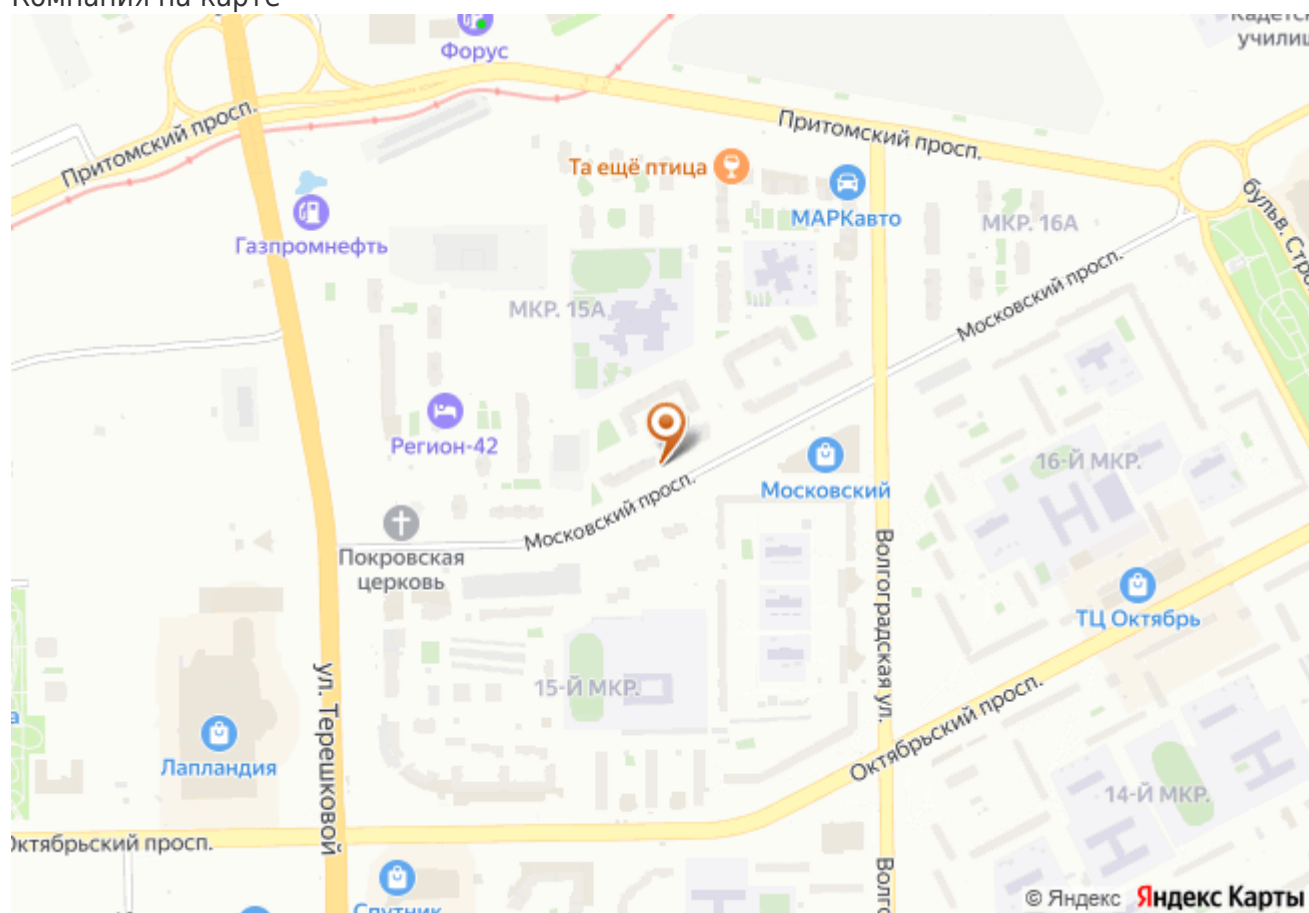 Компания на карте
Форус
училищ
Притомский просп.
Притомский просп.
Та ещё птица
МАРКавто
МКР. 16А
бульв. Стро
Газпромнефть
Московский просп.
МКР. 15А
Регион-42
16-Й МКР.
Московский
Московский просп.
Покровская
церковь
Волгоградская ул.
ТЦ Октябрь
15-Й МКР.
ул. Терешковой
Октябрьский просп.
Лапландия
14-Й МКР.
ктябрьский просп.
Волго
Спутник
© Яндекс Яндекс Карты